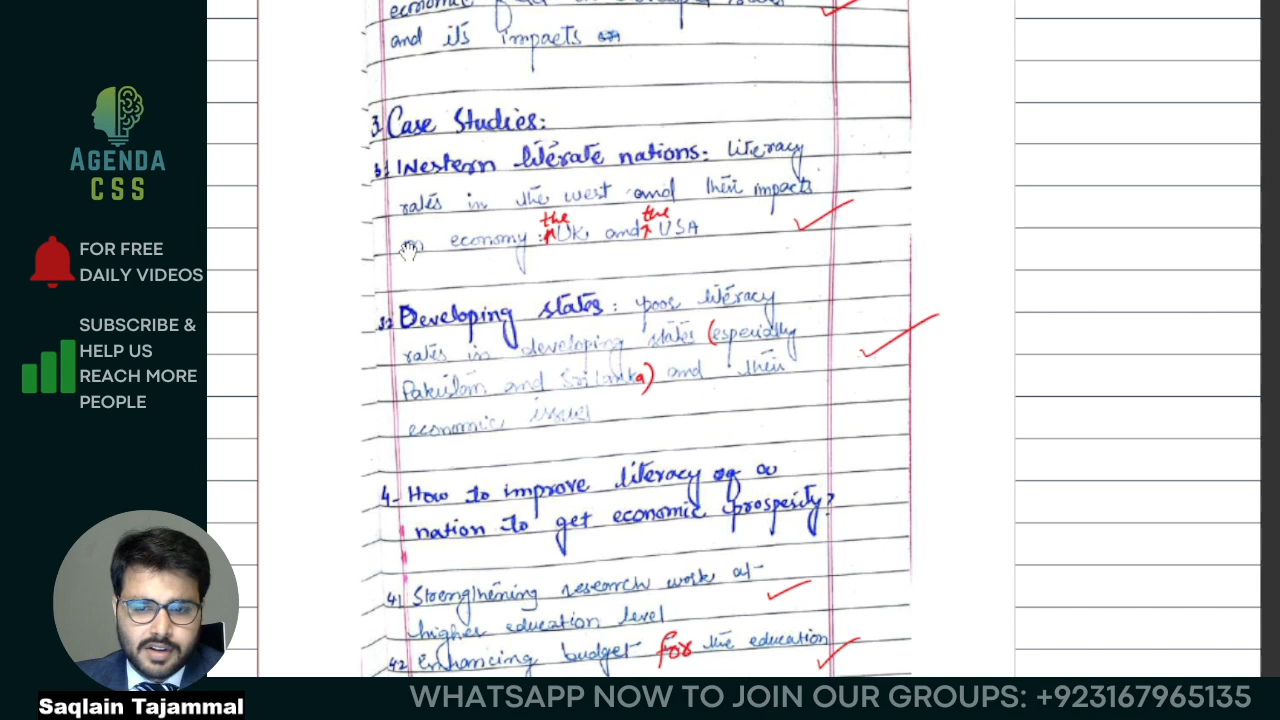 economic
and its impacts
3. Case Studies:
3.1 Western literate nations: literacy
rates in the west and their impacts
on economy: the UK and the USA
3.2 Developing states: poor literacy
rates in developing states (especially
Pakistan and Sri Lanka) and their
economic issues
4- How to improve literacy of a
nation to get economic prosperity?
4.1 Strengthening research work at
higher education level
4.2 Enhancing budget for the education
AGENDA
CSS
FOR FREE
DAILY VIDEOS
SUBSCRIBE &
HELP US
REACH MORE
PEOPLE
Saqlain Tajammal
WHATSAPP NOW TO JOIN OUR GROUPS: +923167965135